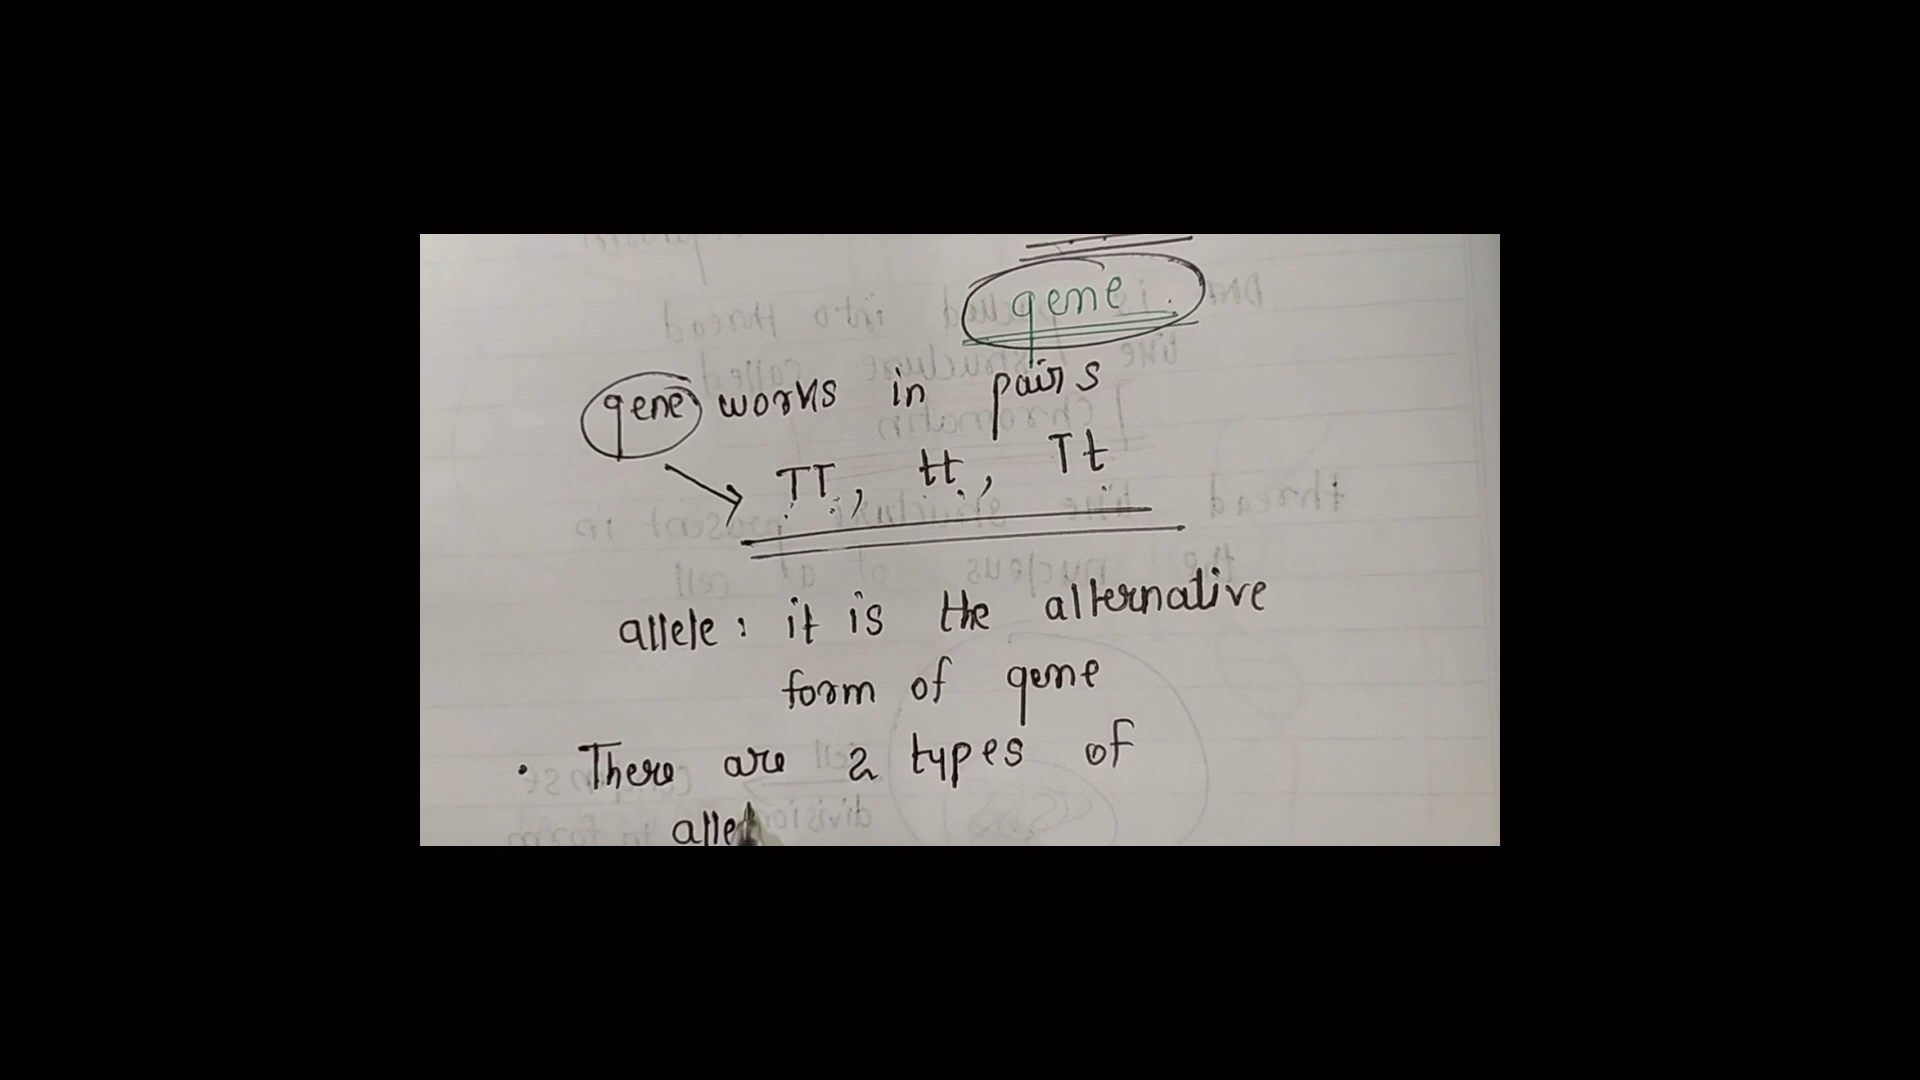 gene.
gene works in pairs
TT, tt, Tt
allele: it is the alternative
form of gene
• There are 2 types of
alle